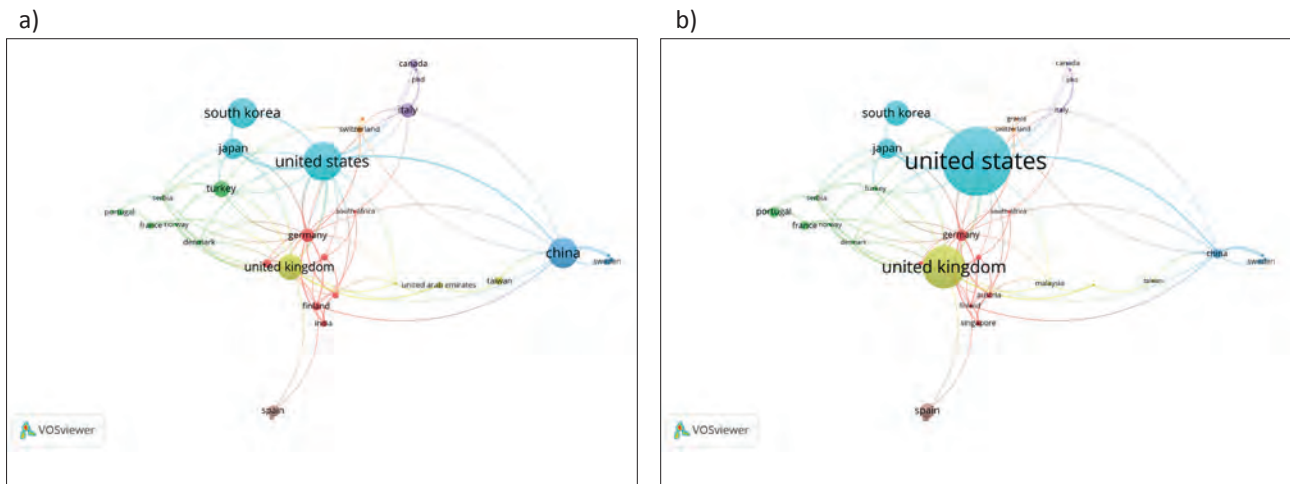 a)
canada
italy
south korea
switzerland
japan
united states
turkey
serbia
portugal
france
norway
denmark
south africa
germany
united kingdom
china
sweden
united arab emirates
taiwan
finland
india
spain
VOSviewer
b)
canada
italy
south korea
greece
switzerland
japan
united states
turkey
serbia
portugal
france
norway
denmark
south africa
germany
united kingdom
china
sweden
malaysia
taiwan
austria
finland
singapore
spain
VOSviewer